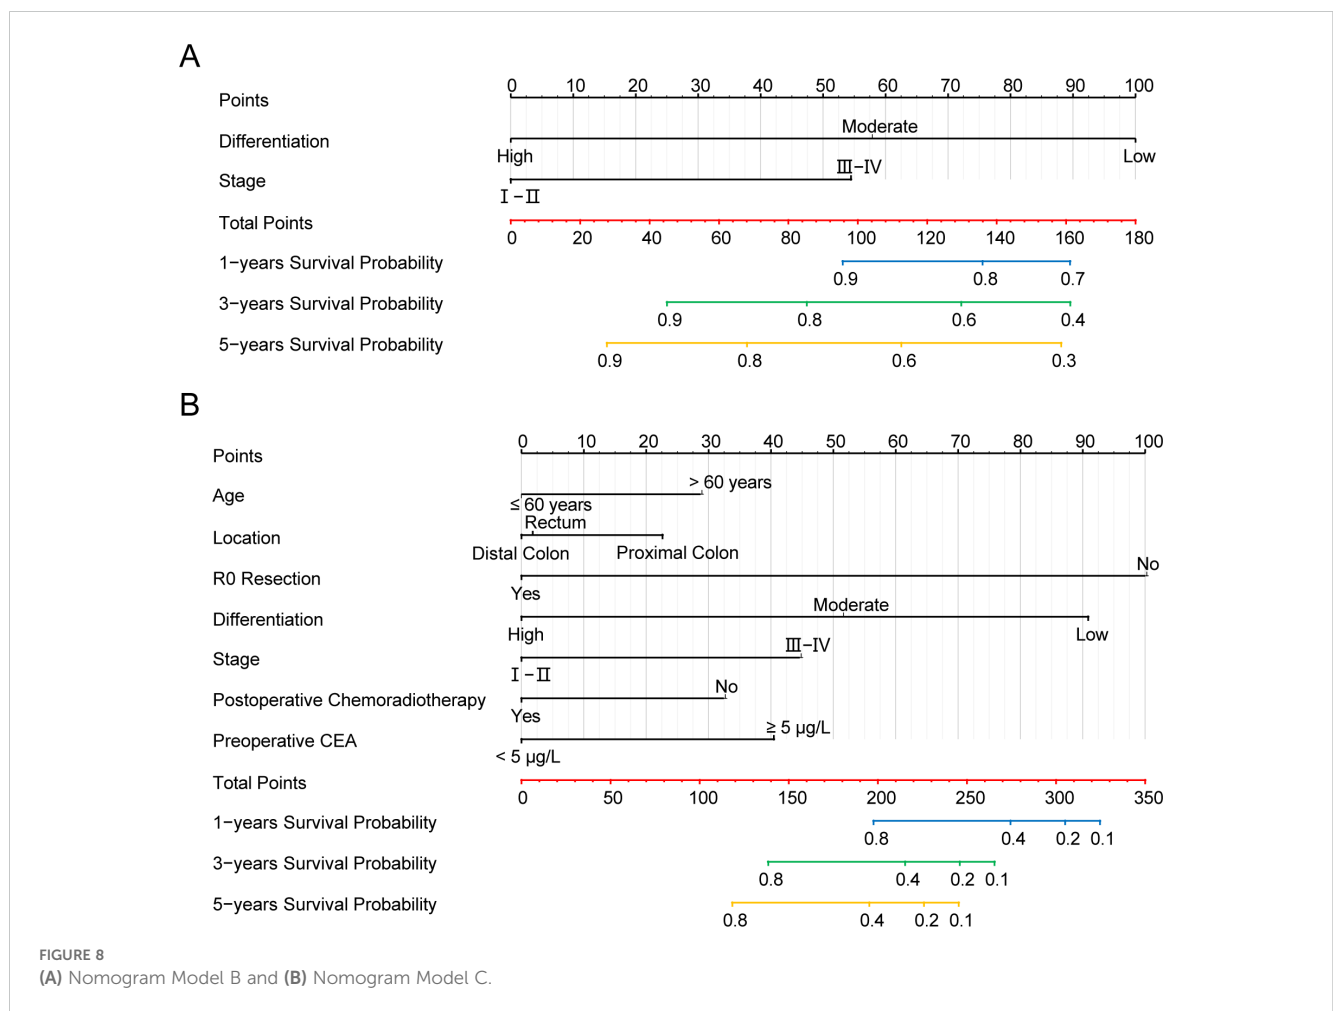 A
0 10 20 30 40 50 60 70 80 90 100
Points
Moderate
Differentiation
High Low
Ⅲ−Ⅳ
Stage
Ⅰ−Ⅱ
Total Points
0 20 40 60 80 100 120 140 160 180
1−years Survival Probability
0.9 0.8 0.7
3−years Survival Probability
0.9 0.8 0.6 0.4
5−years Survival Probability
0.9 0.8 0.6 0.3
B
0 10 20 30 40 50 60 70 80 90 100
Points
> 60 years
Age
≤ 60 years
Rectum
Location
Distal Colon Proximal Colon
No
R0 Resection
Yes
Moderate
Differentiation
High Low
Ⅲ−Ⅳ
Stage
Ⅰ−Ⅱ
No
Postoperative Chemoradiotherapy
Yes
≥ 5 μg/L
Preoperative CEA
< 5 μg/L
Total Points
0 50 100 150 200 250 300 350
1−years Survival Probability
0.8 0.4 0.2 0.1
3−years Survival Probability
0.8 0.4 0.2 0.1
5−years Survival Probability
0.8 0.4 0.2 0.1
FIGURE 8
(A) Nomogram Model B and (B) Nomogram Model C.